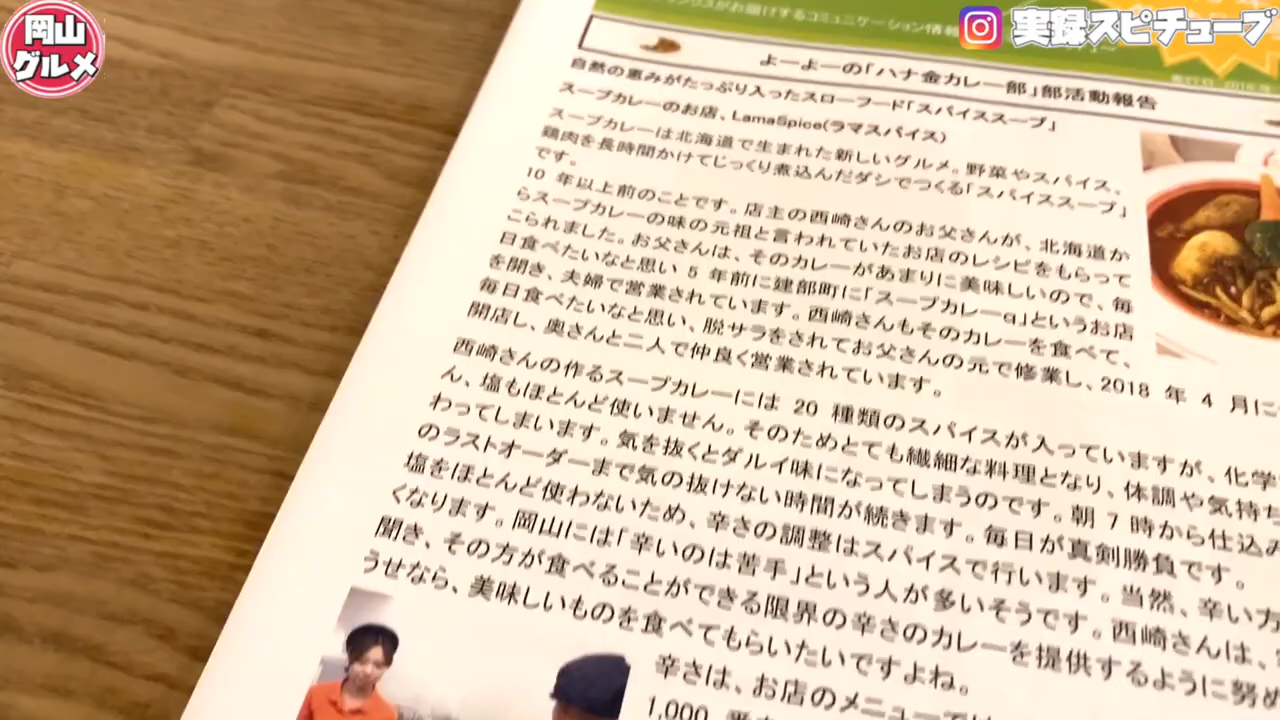 岡山
グルメ
実録スピチューブ
がお届けするコミュニケーション情報
よーよーの「ハナ金カレー部」部活動報告
自然の恵みがたっぷり入ったスローフード「スパイススープ」
スープカレーのお店、LamaSpice(ラマスパイス)
スープカレーは北海道で生まれた新しいグルメ。野菜やスパイス、
鶏肉を長時間かけてじっくり煮込んだダシでつくる「スパイススープ」
です。
10 年以上前のことです。店主の西崎さんのお父さんが、北海道か
らスープカレーの味の元祖と言われていたお店のレシピをもらって
こられました。お父さんは、そのカレーがあまりに美味しいので、毎
日食べたいなと思い 5 年前に建部町に「スープカレーq」というお店
を開き、夫婦で営業されています。西崎さんもそのカレーを食べて、
毎日食べたいなと思い、脱サラをされてお父さんの元で修業し、2018 年 4 月に
開店し、奥さんと二人で仲良く営業されています。
西崎さんの作るスープカレーには 20 種類のスパイスが入っていますが、化学
ん、塩もほとんど使いません。そのためとても繊細な料理となり、体調や気持ち
わってしまいます。気を抜くとダルイ味になってしまうのです。朝 7 時から仕込み
のラストオーダーまで気の抜けない時間が続きます。毎日が真剣勝負です。
塩をほとんど使わないため、辛さの調整はスパイスで行います。当然、辛い方
くなります。岡山には「辛いのは苦手」という人が多いそうです。西崎さんは、
聞き、その方が食べることができる限界の辛さのカレーを提供するように努め
うせなら、美味しいものを食べてもらいたいですよね。
辛さは、お店のメニューでは
1,000